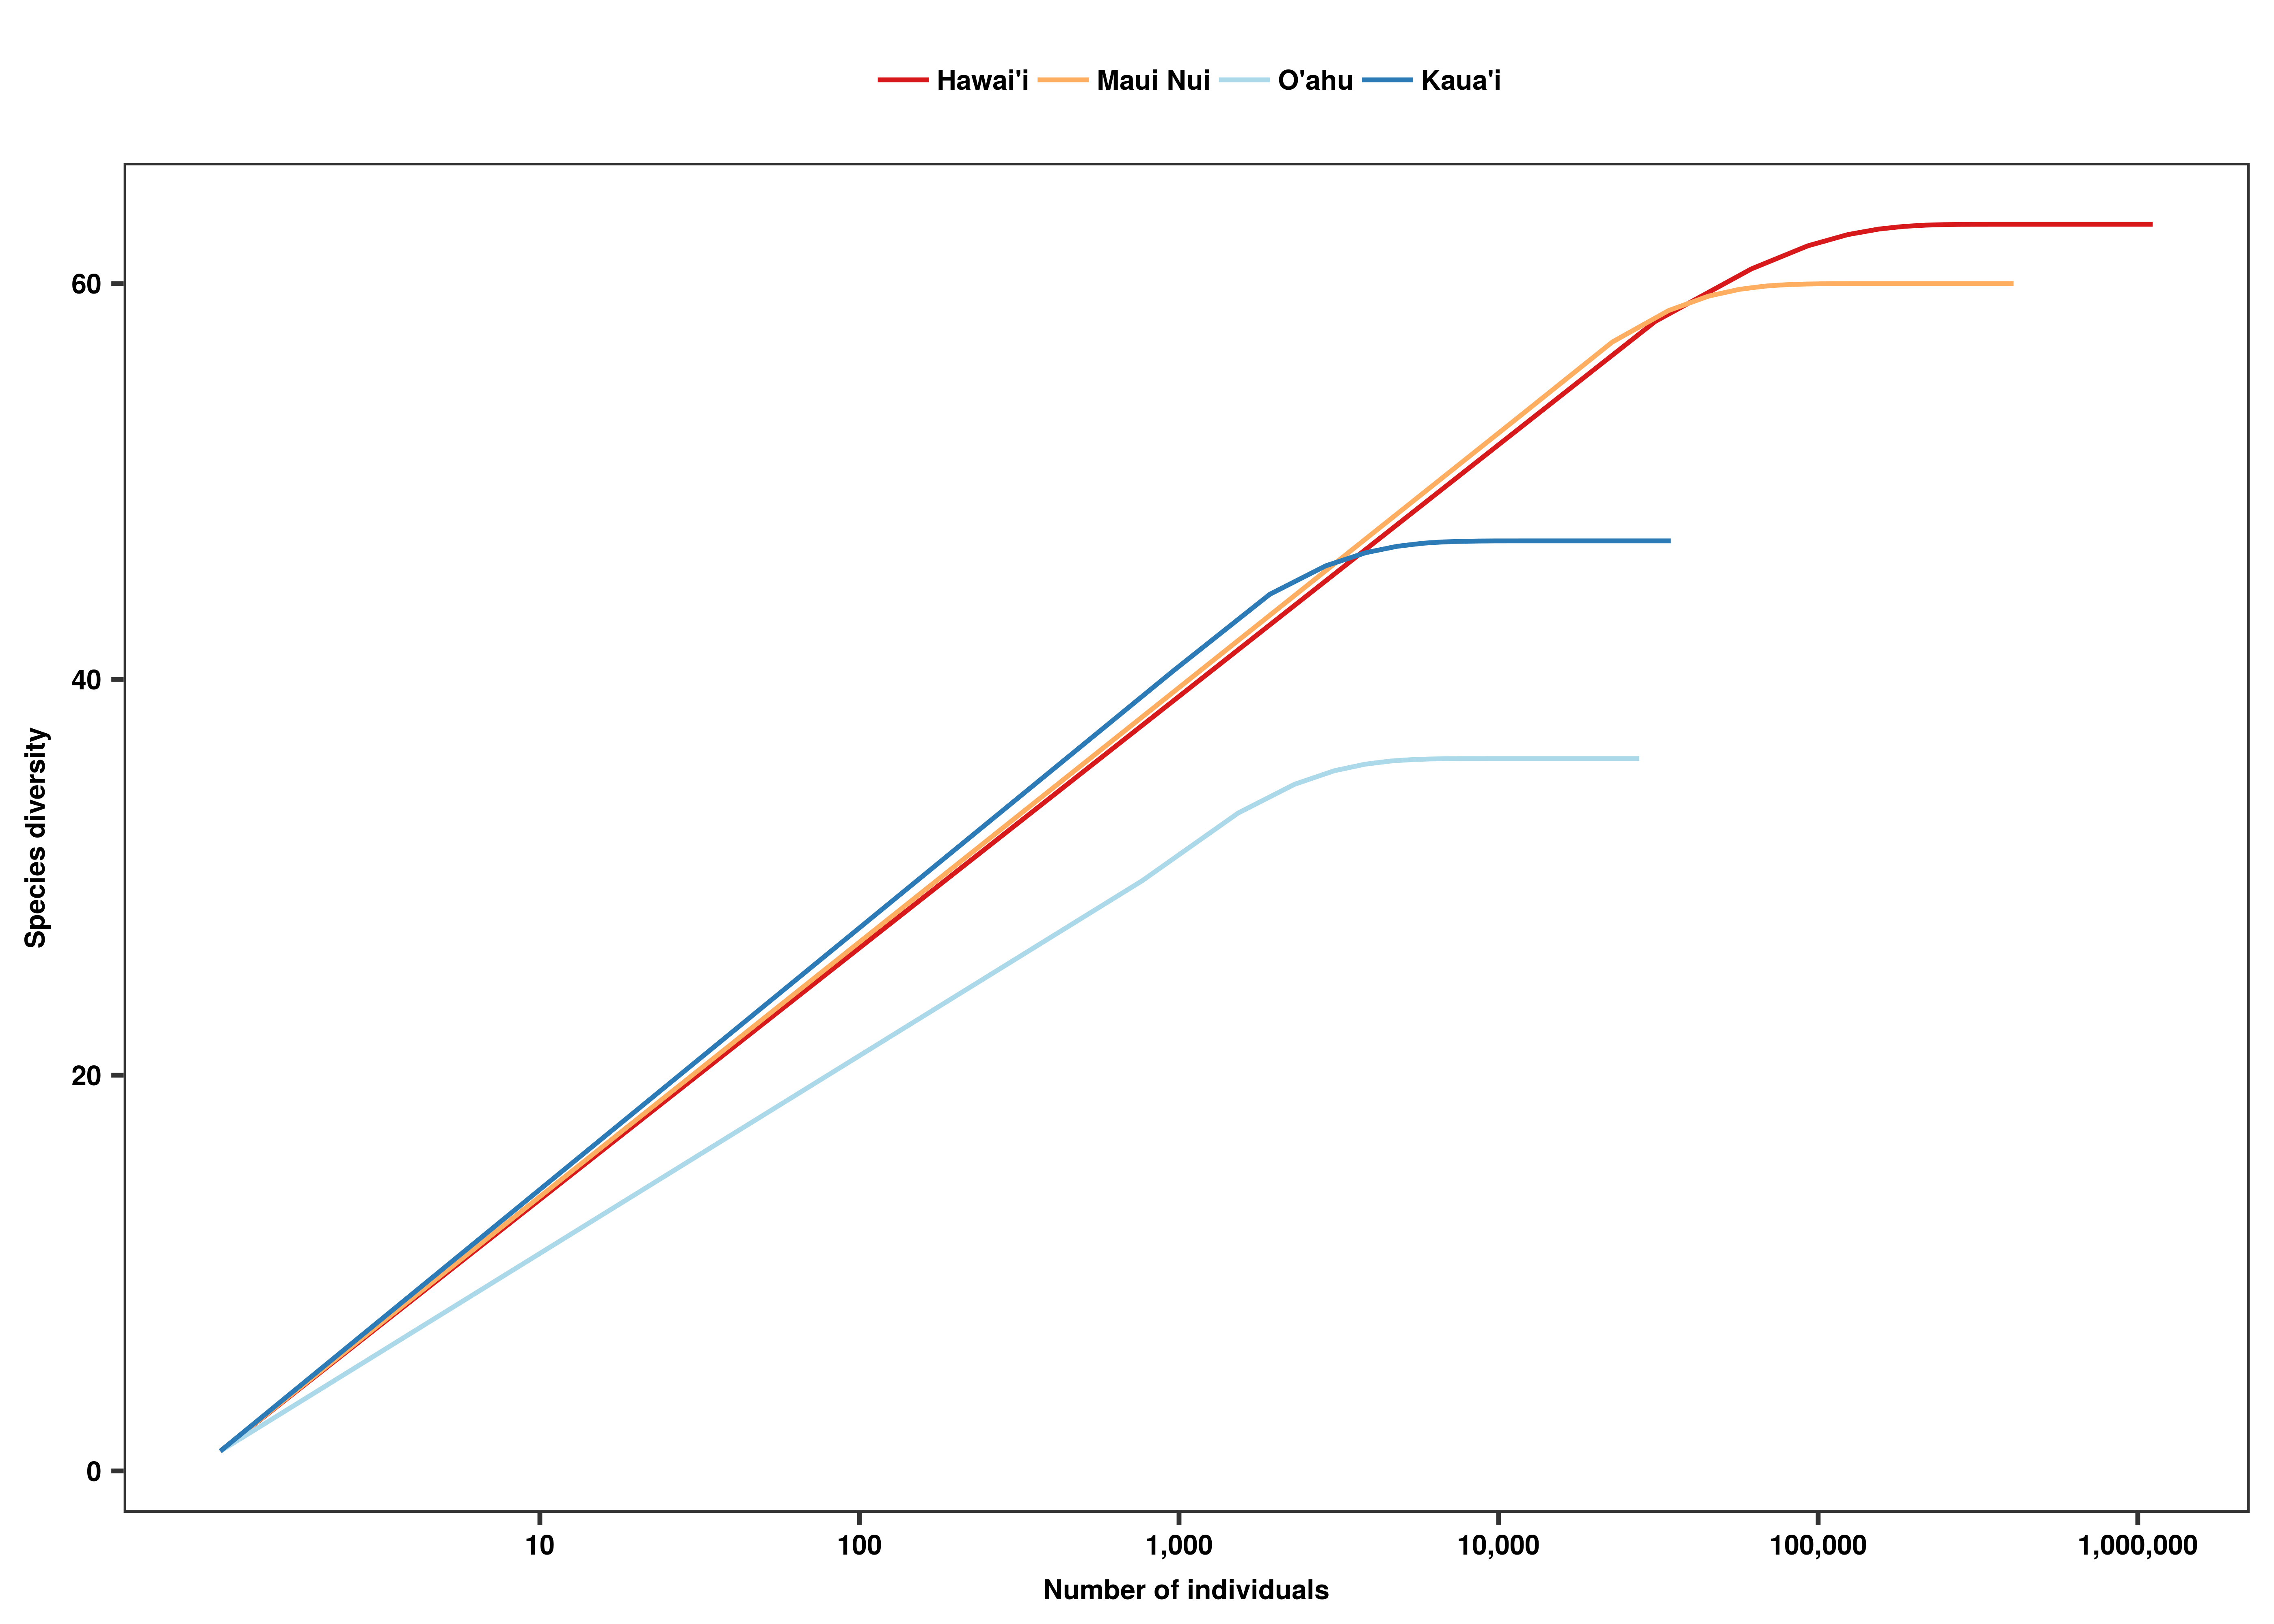 Hawai'i Maui Nui O'ahu Kaua'i
60
40
20
0
Species diversity
10 100 1,000 10,000 100,000 1,000,000
Number of individuals